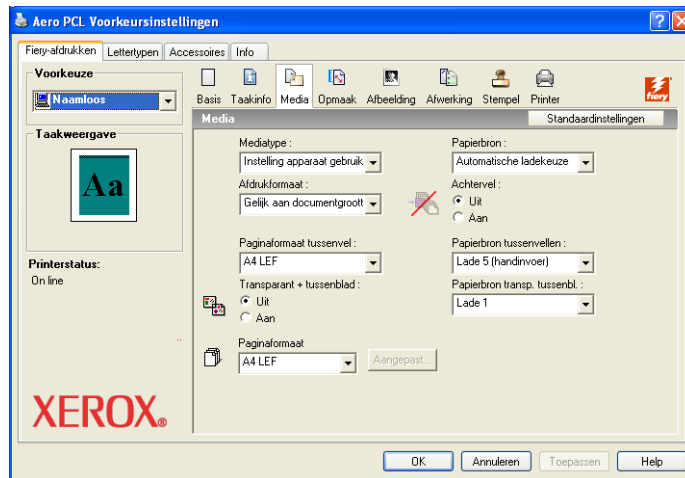 Aero PCL Voorkeursinstellingen
Fiery-afdrukken Lettertypen Accessoires Info
Voorkeuze
Naamloos
Taakweergave
Aa
Printerstatus:
On line
XEROX®
Basis Taakinfo Media Opmaak Afbeelding Afwerking Stempel Printer
fiery
Media
Standaardinstellingen
Mediatype :
Instelling apparaat gebruik
Papierbron :
Automatische ladekeuze
Afdrukformaat :
Gelijk aan documentgroott
Achtervel :
Uit
Aan
Paginaformaat tussenvel :
A4 LEF
Papierbron tussenvellen :
Lade 5 (handinvoer)
Transparant + tussenblad :
Uit
Aan
Papierbron transp. tussenbl. :
Lade 1
Paginaformaat
A4 LEF
Aangepast...
OK Annuleren Toepassen Help